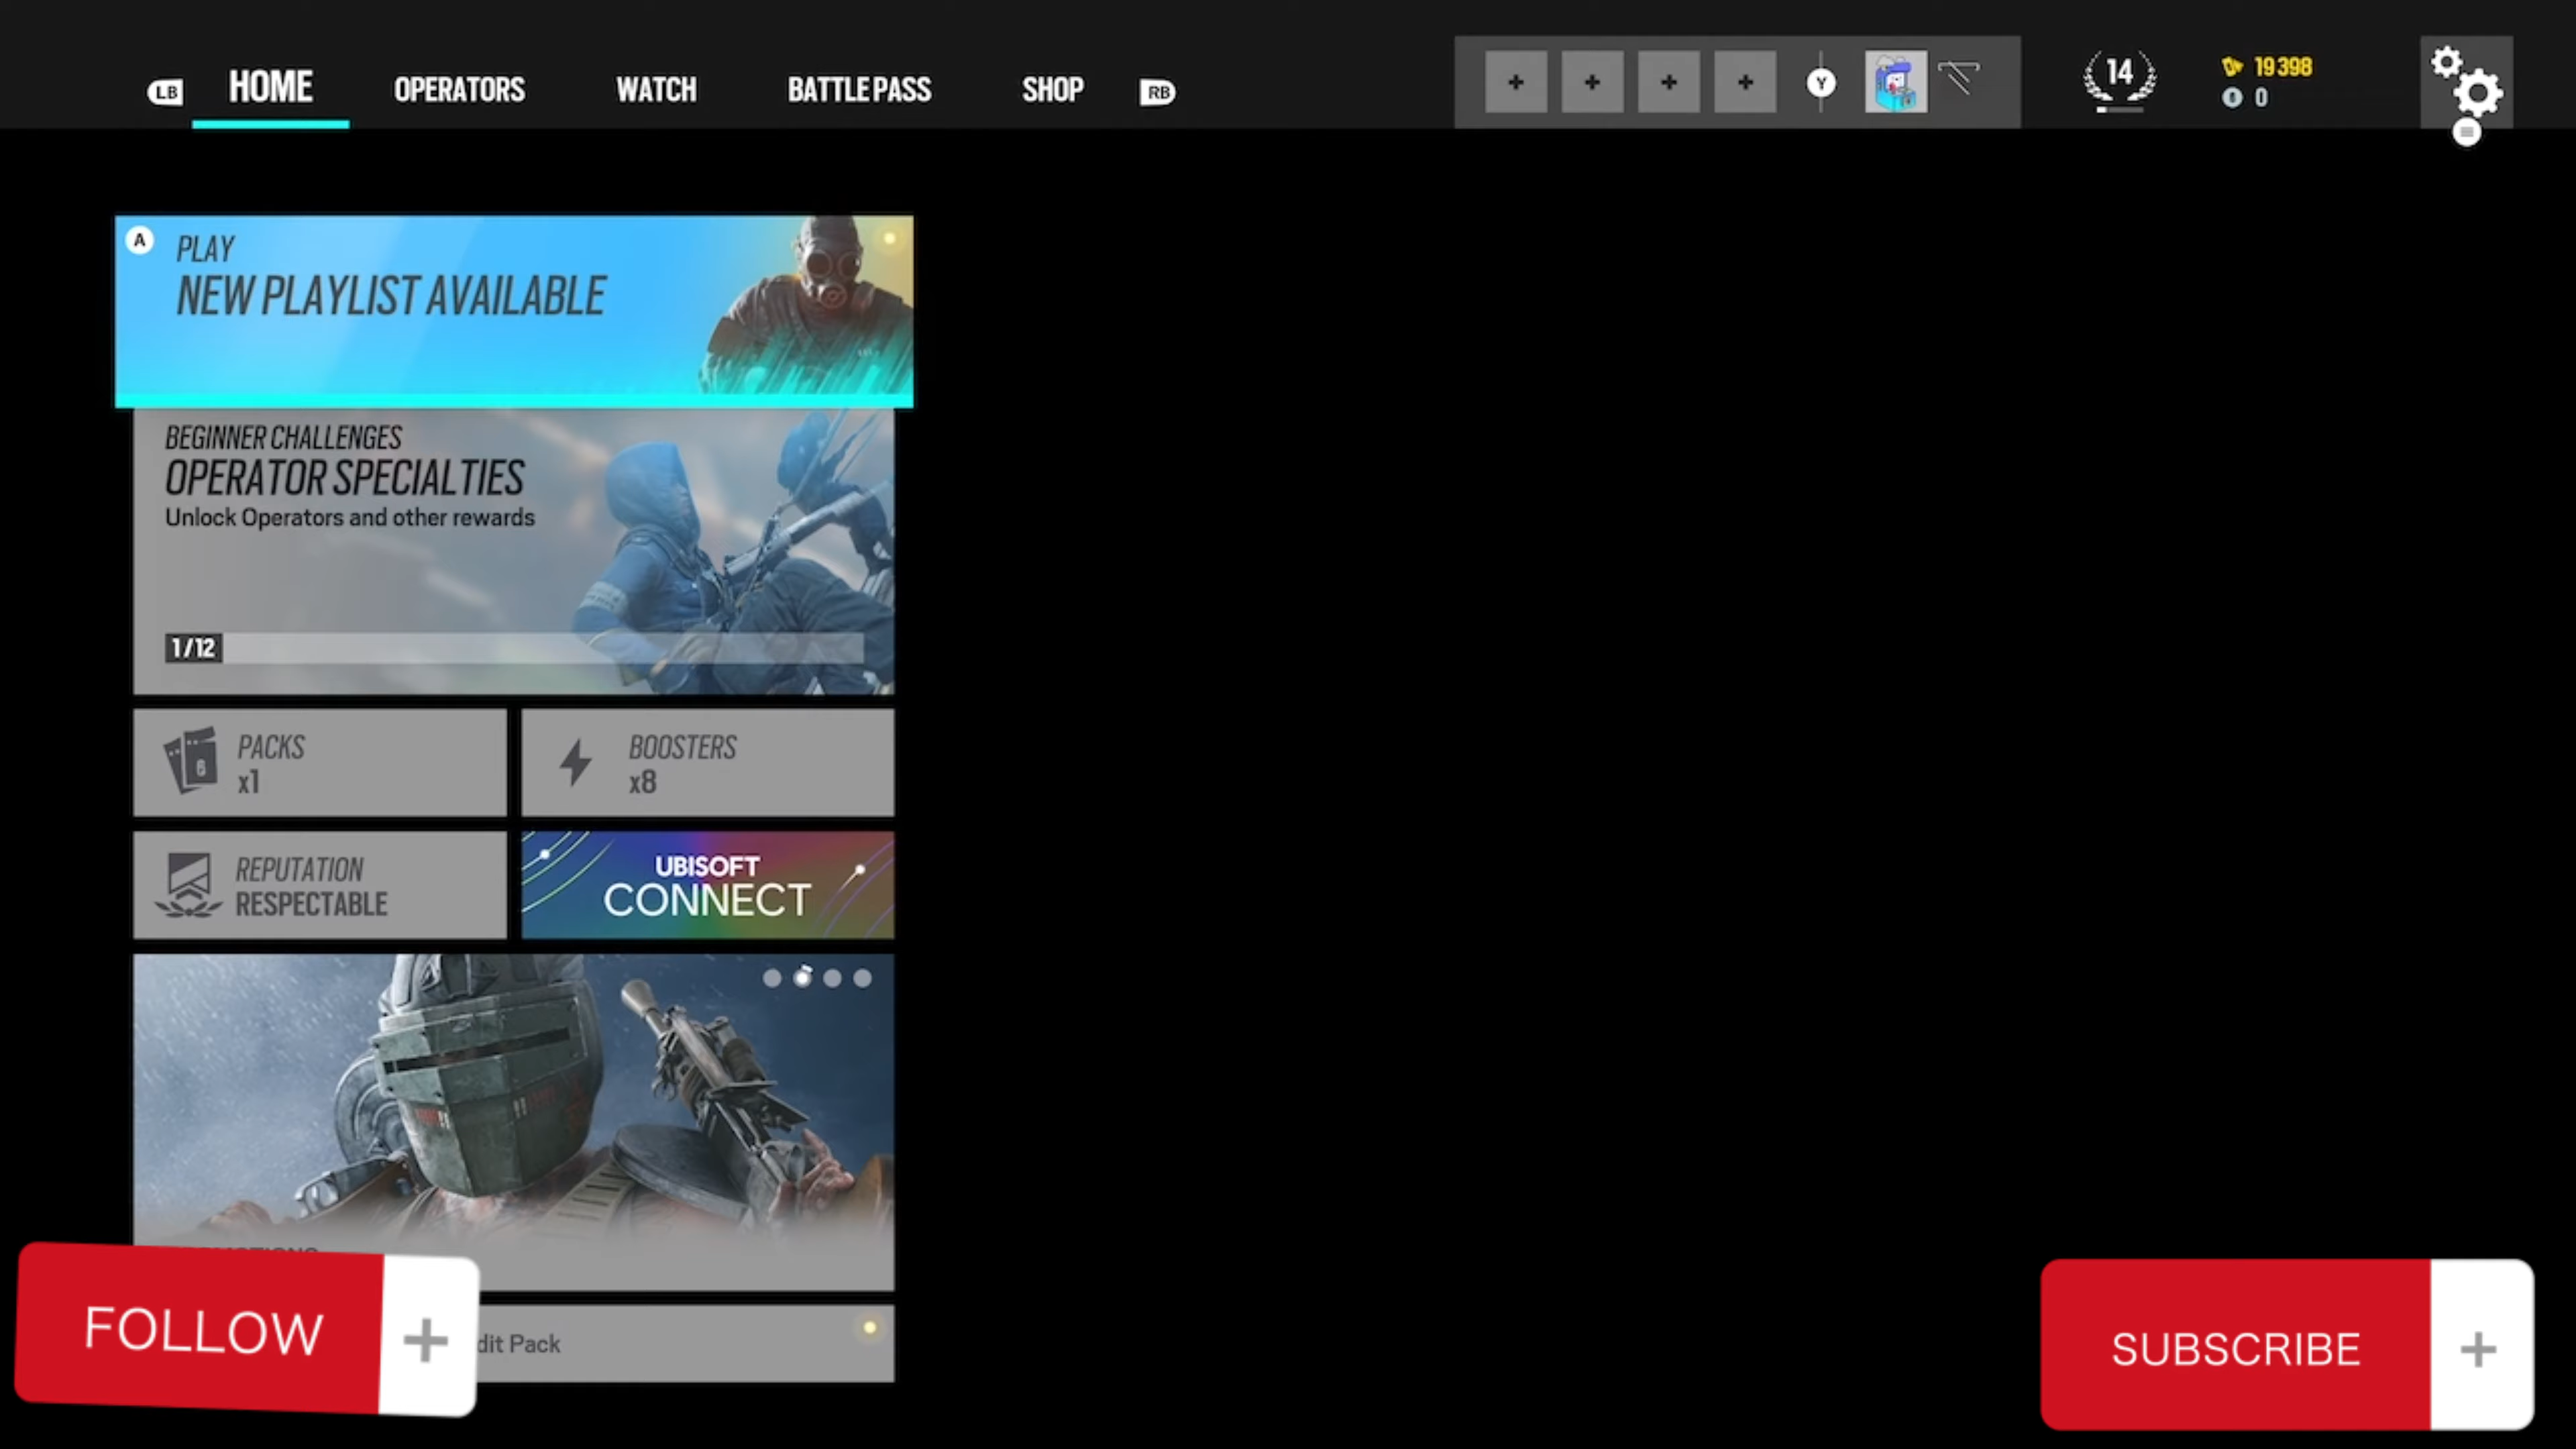 LB
HOME
OPERATORS
WATCH
BATTLE PASS
SHOP
RB
Y
14
19 398
0
A
PLAY
NEW PLAYLIST AVAILABLE
BEGINNER CHALLENGES
OPERATOR SPECIALTIES
Unlock Operators and other rewards
1/12
PACKS
x1
BOOSTERS
x8
REPUTATION
RESPECTABLE
UBISOFT
CONNECT
dit Pack
FOLLOW
SUBSCRIBE